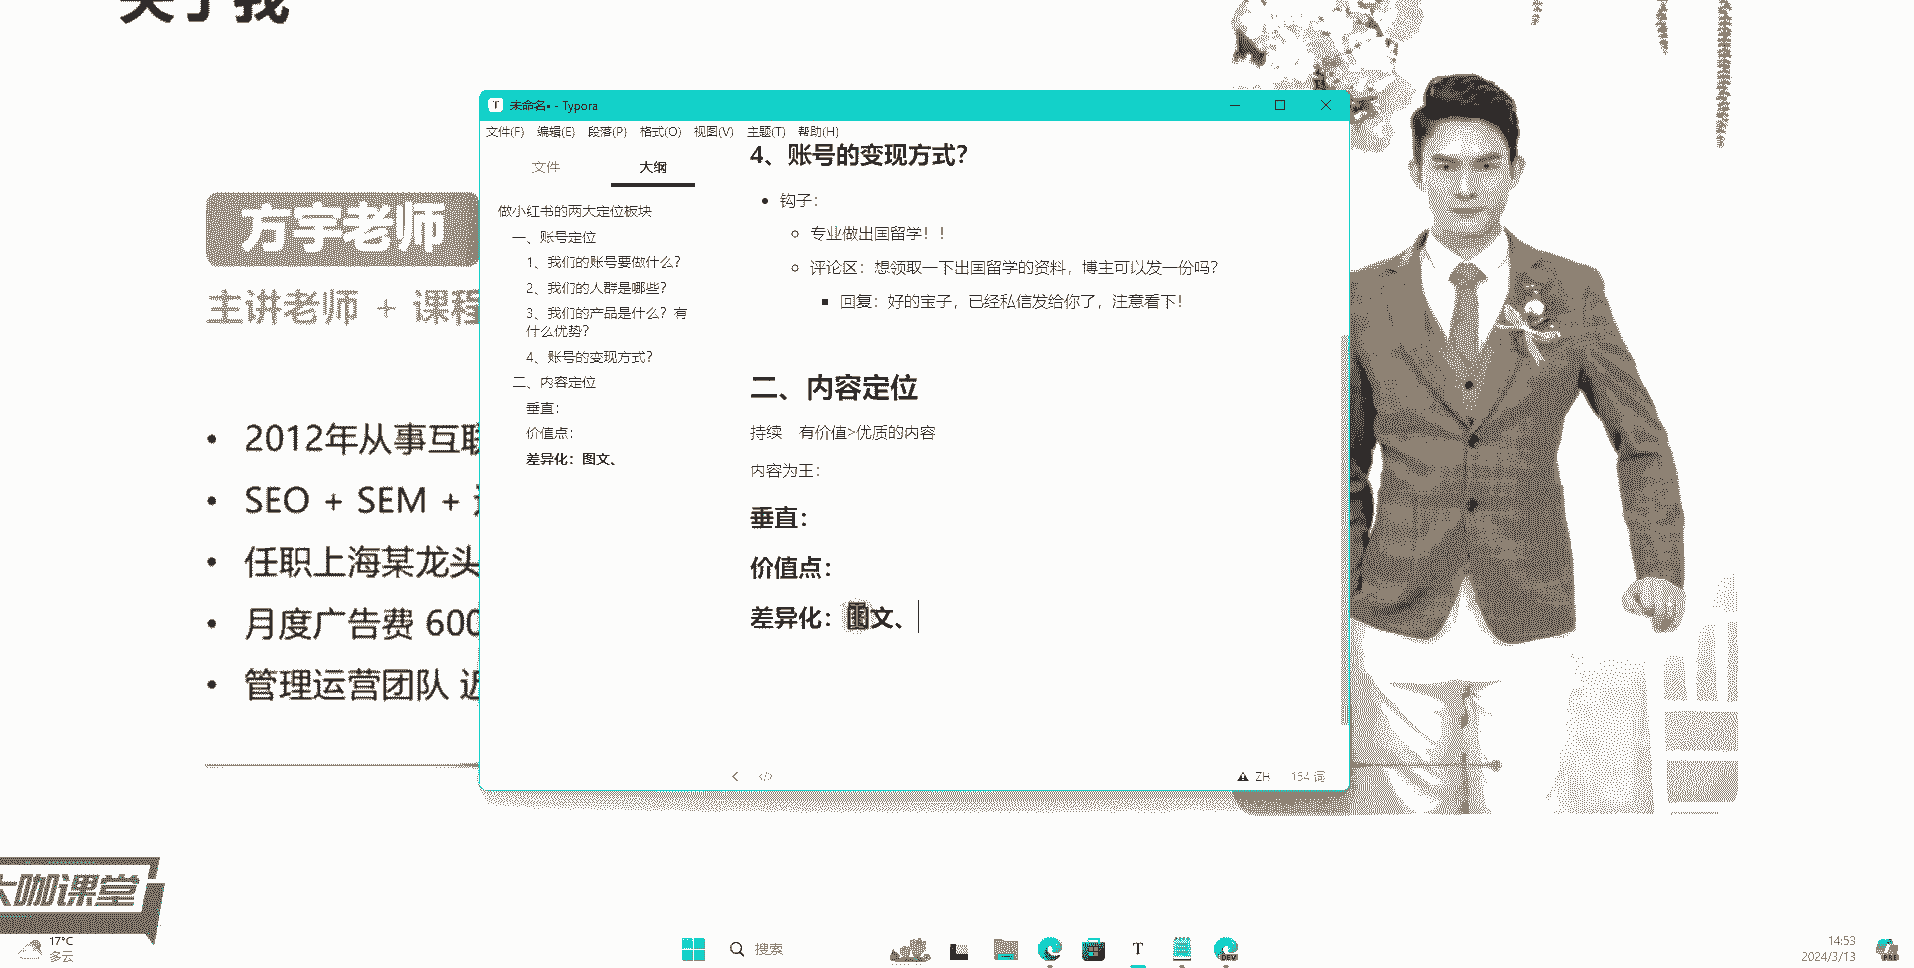 关于我
方宇老师
主讲老师 + 课程
2012年从事互联
SEO + SEM +
任职上海某龙头
月度广告费 600
管理运营团队 近
未命名• - Typora
文件(F) 编辑(E) 段落(P) 格式(O) 视图(V) 主题(T) 帮助(H)
文件 大纲
做小红书的两大定位板块
一、账号定位
1、我们的账号要做什么？
2、我们的人群是哪些？
3、我们的产品是什么？有
什么优势？
4、账号的变现方式？
二、内容定位
垂直：
价值点：
差异化：图文、
4、账号的变现方式？
钩子：
专业做出国留学！！
评论区：想领取一下出国留学的资料，博主可以发一份吗？
回复：好的宝子，已经私信发给你了，注意看下！
二、内容定位
持续 有价值>优质的内容
内容为王：
垂直：
价值点：
差异化：图文、
ZH 154 词
大咖课堂
17°C
多云
搜索
T
DEV
14:53
2024/3/13
PRE